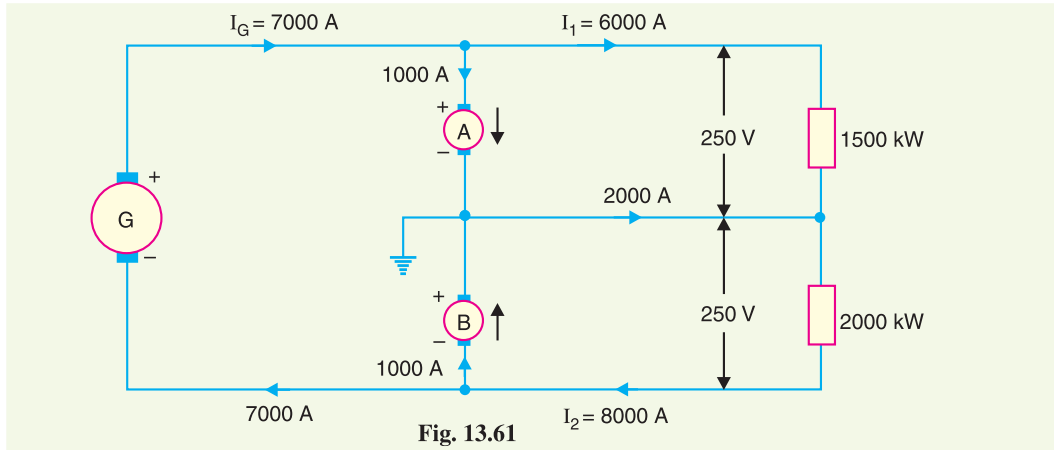 I_G = 7000 A
I_1 = 6000 A
1000 A
+
A
–
250 V
1500 kW
+
G
–
2000 A
+
B
–
250 V
2000 kW
1000 A
7000 A
I_2 = 8000 A
Fig. 13.61